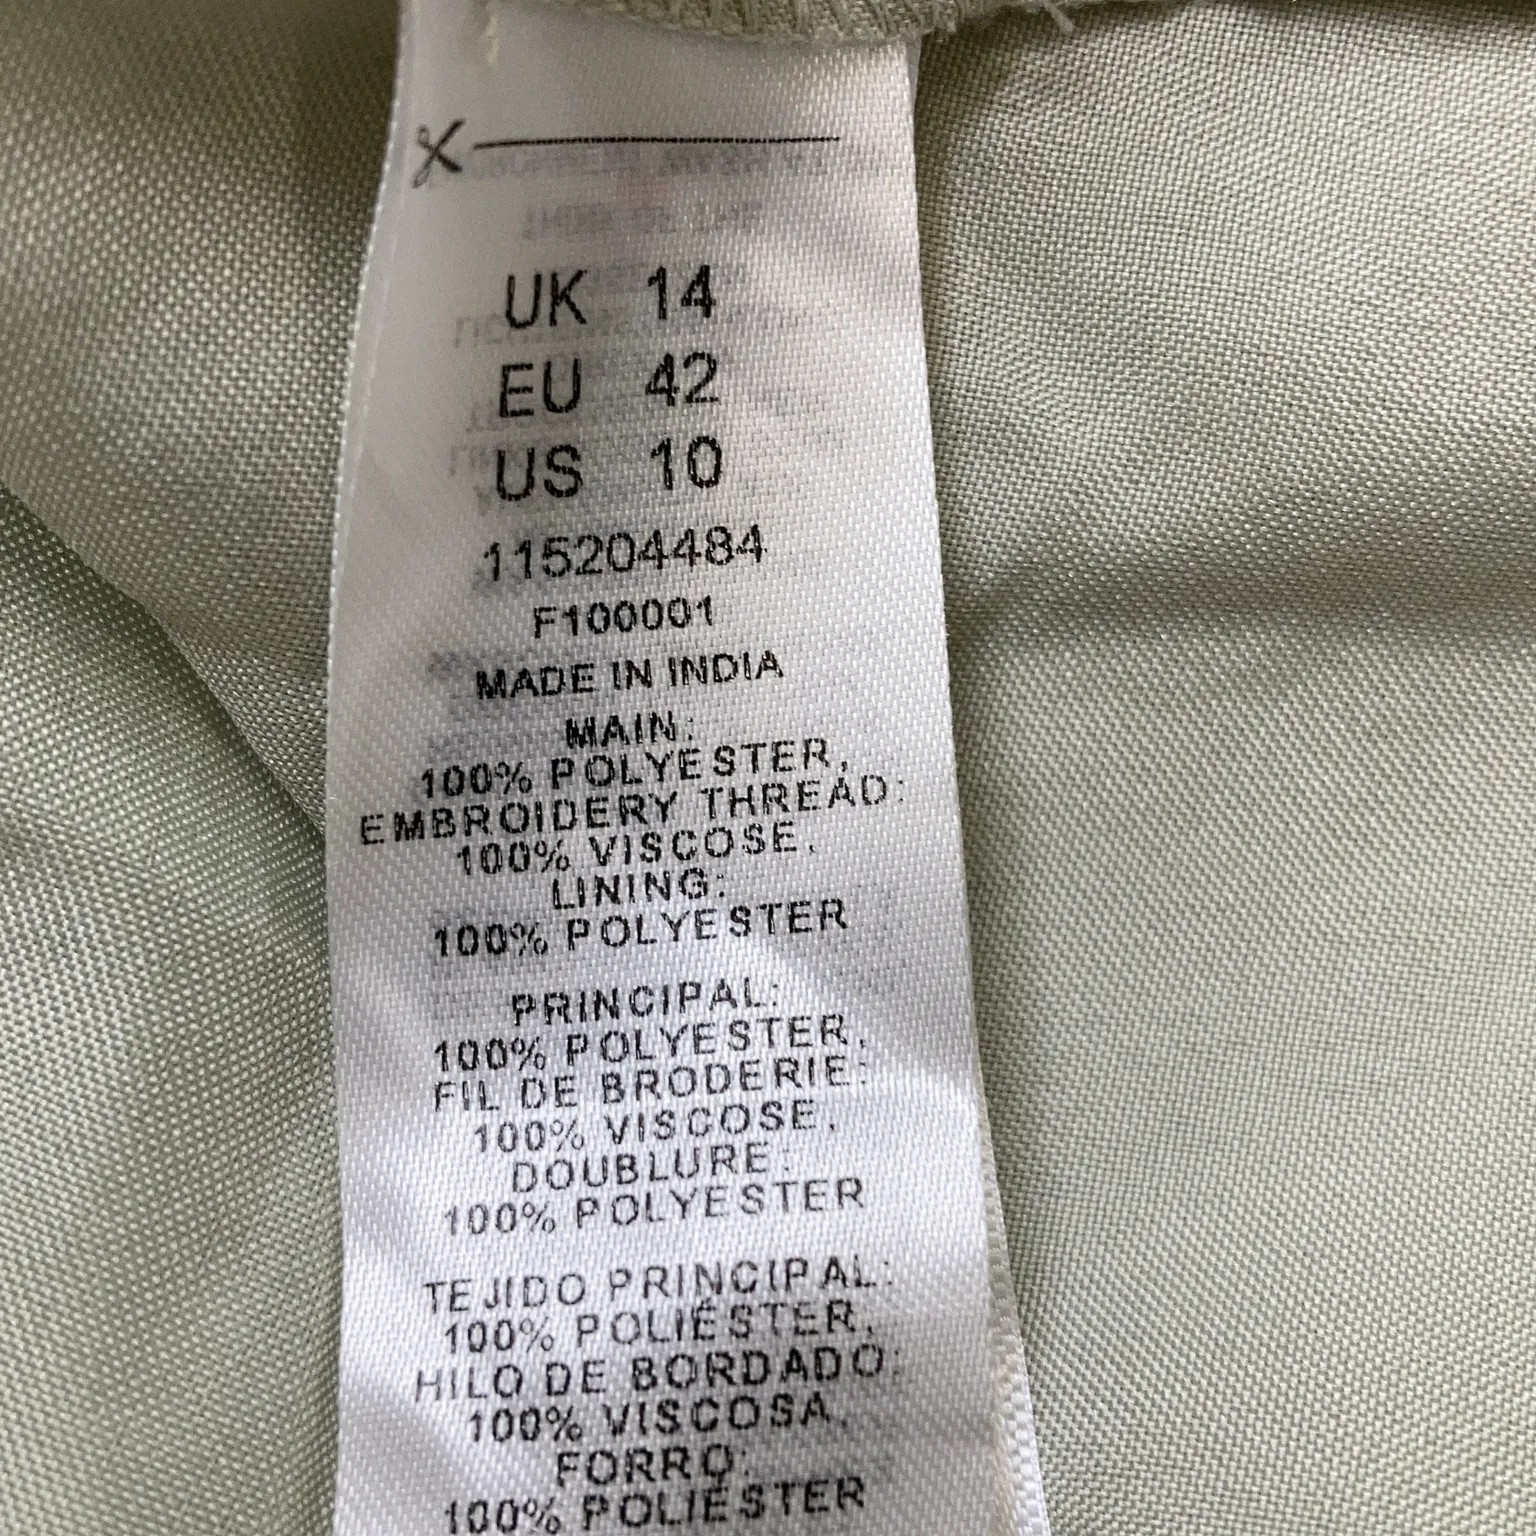 UK 14
EU 42
US 10
115204484
F100001
MADE IN INDIA
MAIN:
100% POLYESTER,
EMBROIDERY THREAD:
100% VISCOSE,
LINING:
100% POLYESTER
PRINCIPAL:
100% POLYESTER,
FIL DE BRODERIE:
100% VISCOSE,
DOUBLURE:
100% POLYESTER
TEJIDO PRINCIPAL:
100% POLIÉSTER,
HILO DE BORDADO:
100% VISCOSA,
FORRO:
100% POLIÉSTER